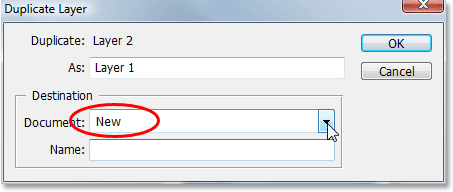 Duplicate Layer
Duplicate: Layer 2
OK
As: Layer 1
Cancel
Destination
Document: New
Name: